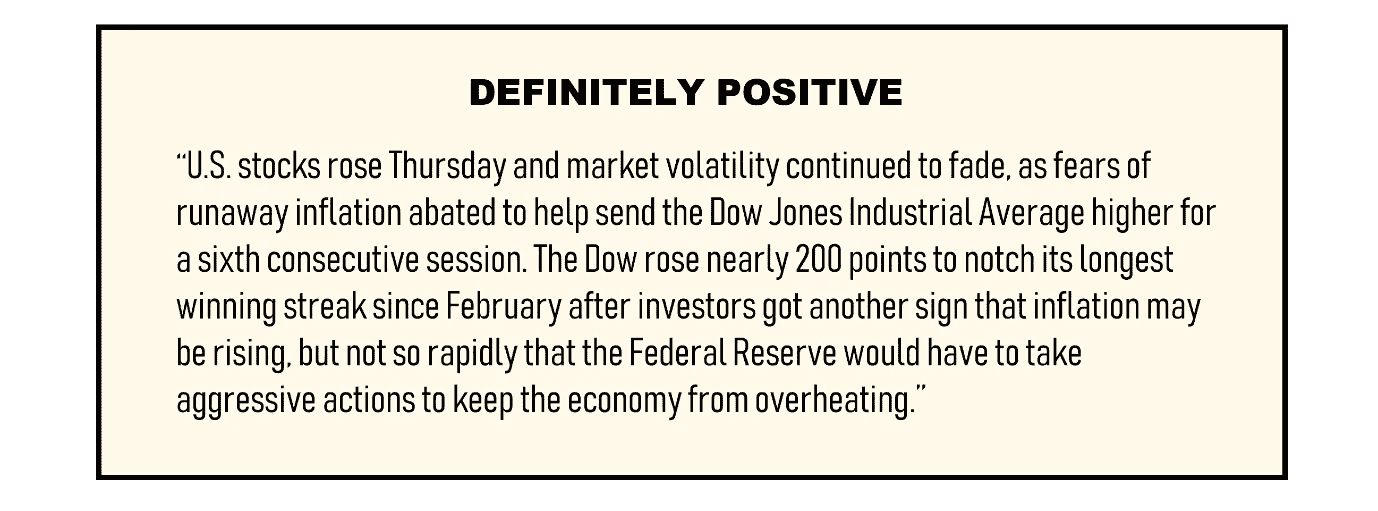 DEFINITELY POSITIVE
“U.S. stocks rose Thursday and market volatility continued to fade, as fears of
runaway inflation abated to help send the Dow Jones Industrial Average higher for
a sixth consecutive session. The Dow rose nearly 200 points to notch its longest
winning streak since February after investors got another sign that inflation may
be rising, but not so rapidly that the Federal Reserve would have to take
aggressive actions to keep the economy from overheating.”